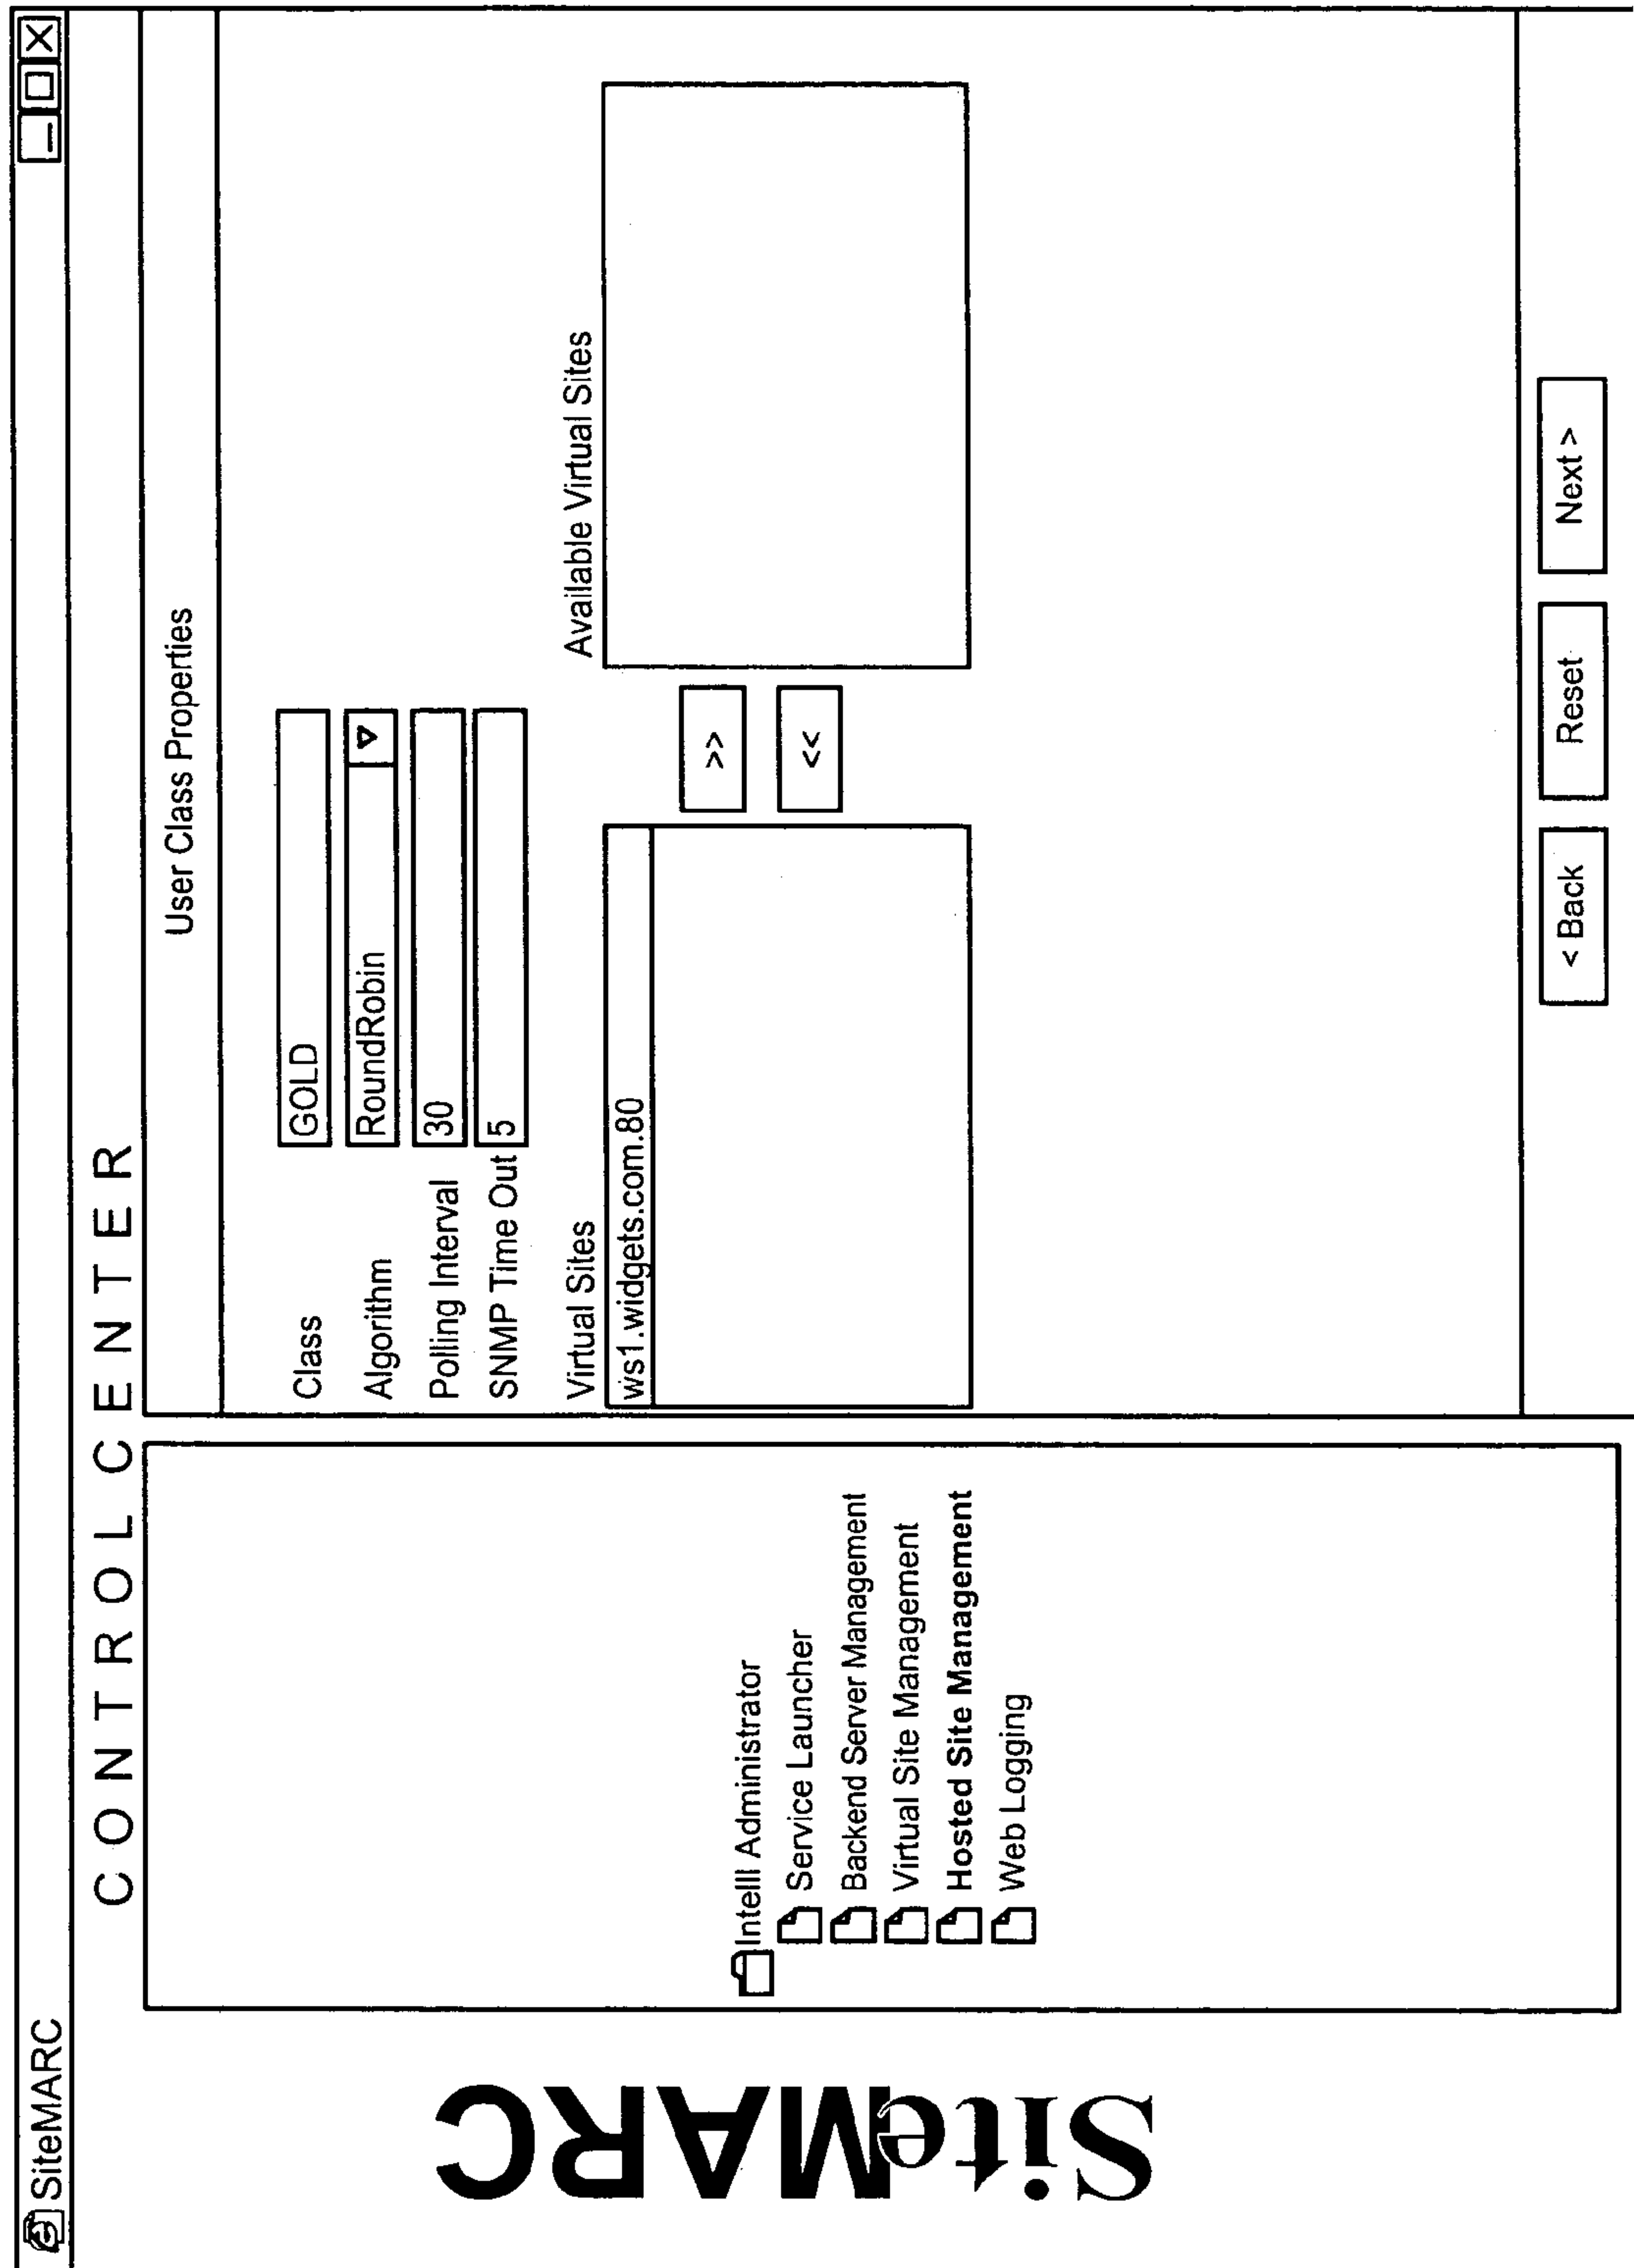 SiteMARC
CONTROL CENTER
SiteMARC
Intelli Administrator
Service Launcher
Backend Server Management
Virtual Site Management
Hosted Site Management
Web Logging
User Class Properties
Class GOLD
Algorithm RoundRobin
Polling Interval 30
SNMP Time Out 5
Virtual Sites
ws1.widgets.com.80
>>
<<
Available Virtual Sites
< Back
Reset
Next >